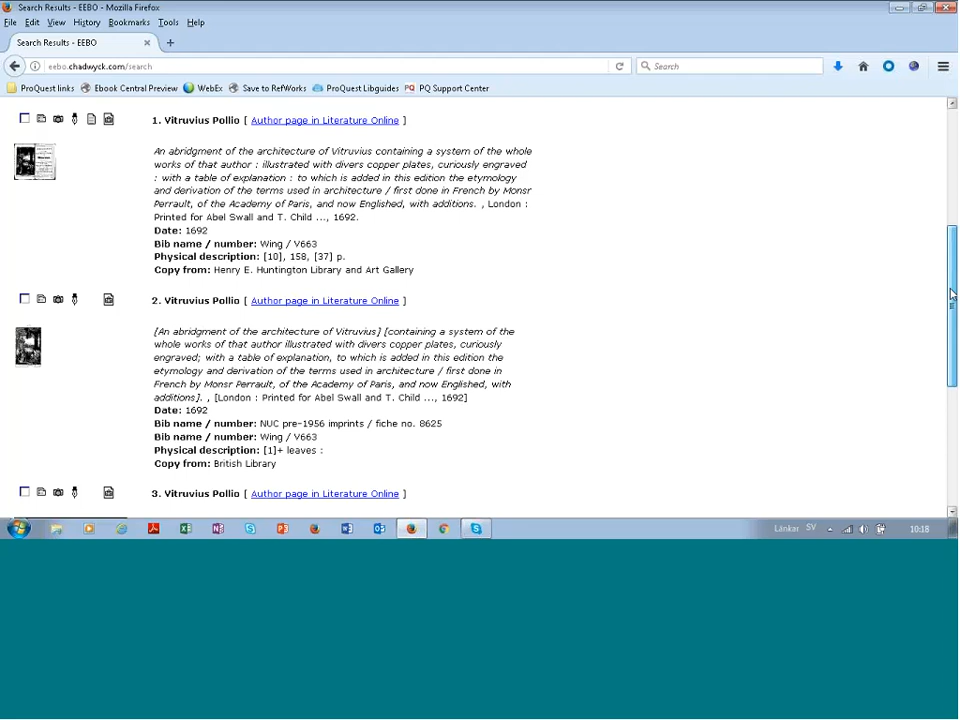 Search Results - EEBO - Mozilla Firefox
File Edit View History Bookmarks Tools Help
Search Results - EEBO
eebo.chadwyck.com/search
Search
ProQuest links Ebook Central Preview WebEx Save to RefWorks ProQuest Libguides PQ PQ Support Center
1. Vitruvius Pollio [ Author page in Literature Online ]
An abridgment of the architecture of Vitruvius containing a system of the whole
works of that author : illustrated with divers copper plates, curiously engraved
: with a table of explanation : to which is added in this edition the etymology
and derivation of the terms used in architecture / first done in French by Monsr
Perrault, of the Academy of Paris, and now Englished, with additions. , London :
Printed for Abel Swall and T. Child ..., 1692.
Date: 1692
Bib name / number: Wing / V663
Physical description: [10], 158, [37] p.
Copy from: Henry E. Huntington Library and Art Gallery
2. Vitruvius Pollio [ Author page in Literature Online ]
[An abridgment of the architecture of Vitruvius] [containing a system of the
whole works of that author illustrated with divers copper plates, curiously
engraved; with a table of explanation, to which is added in this edition the
etymology and derivation of the terms used in architecture / first done in
French by Monsr Perrault, of the Academy of Paris, and now Englished, with
additions]. , [London : Printed for Abel Swall and T. Child ..., 1692]
Date: 1692
Bib name / number: NUC pre-1956 imprints / fiche no. 8625
Bib name / number: Wing / V663
Physical description: [1]+ leaves :
Copy from: British Library
3. Vitruvius Pollio [ Author page in Literature Online ]
Länkar SV 10:18